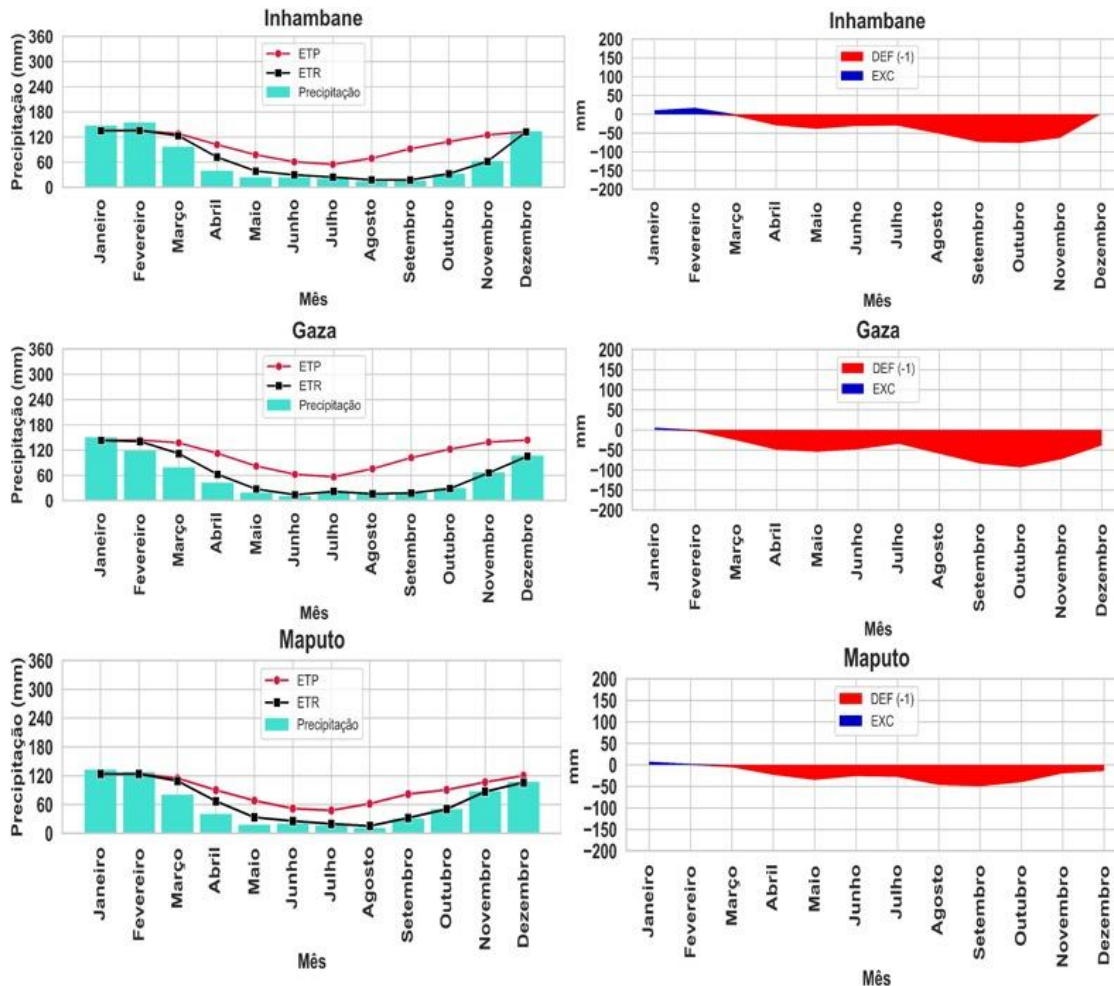 Inhambane
Precipitação (mm)
360
300
240
180
120
60
0
ETP
ETR
Precipitação
Janeiro
Fevereiro
Março
Abril
Maio
Junho
Julho
Agosto
Setembro
Outubro
Novembro
Dezembro
Mês
Inhambane
mm
200
150
100
50
0
−50
−100
−150
−200
DEF (-1)
EXC
Janeiro
Fevereiro
Março
Abril
Maio
Junho
Julho
Agosto
Setembro
Outubro
Novembro
Dezembro
Mês
Gaza
Precipitação (mm)
360
300
240
180
120
60
0
ETP
ETR
Precipitação
Janeiro
Fevereiro
Março
Abril
Maio
Junho
Julho
Agosto
Setembro
Outubro
Novembro
Dezembro
Mês
Gaza
mm
200
150
100
50
0
−50
−100
−150
−200
DEF (-1)
EXC
Janeiro
Fevereiro
Março
Abril
Maio
Junho
Julho
Agosto
Setembro
Outubro
Novembro
Dezembro
Mês
Maputo
Precipitação (mm)
360
300
240
180
120
60
0
ETP
ETR
Precipitação
Janeiro
Fevereiro
Março
Abril
Maio
Junho
Julho
Agosto
Setembro
Outubro
Novembro
Dezembro
Mês
Maputo
mm
200
150
100
50
0
−50
−100
−150
−200
DEF (-1)
EXC
Janeiro
Fevereiro
Março
Abril
Maio
Junho
Julho
Agosto
Setembro
Outubro
Novembro
Dezembro
Mês